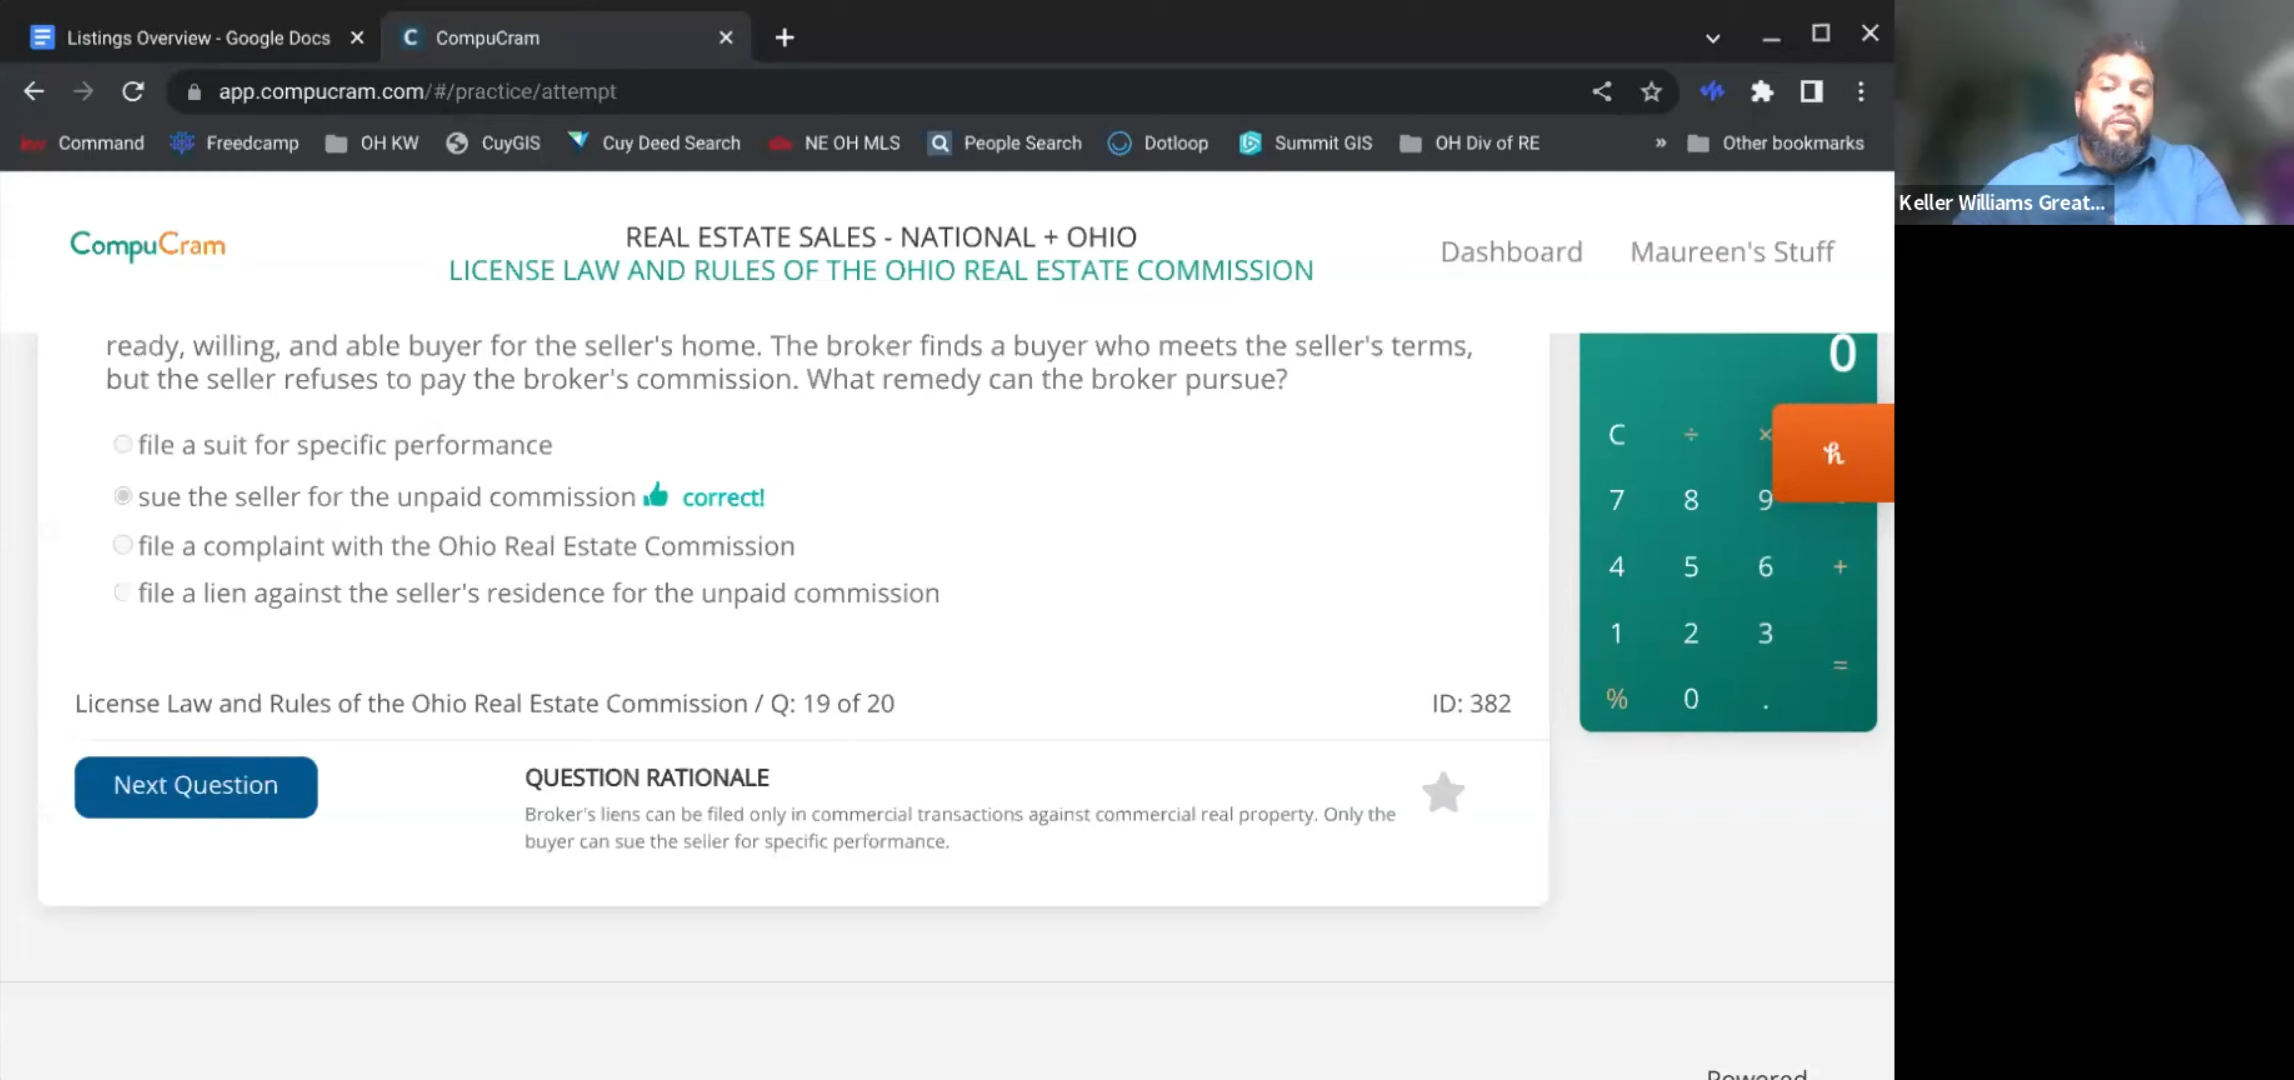 Listings Overview - Google Docs
CompuCram
app.compucram.com/#/practice/attempt
Command
Freedcamp
OH KW
CuyGIS
Cuy Deed Search
NE OH MLS
People Search
Dotloop
Summit GIS
OH Div of RE
»
Other bookmarks
Keller Williams Great...
CompuCram
REAL ESTATE SALES - NATIONAL + OHIO
LICENSE LAW AND RULES OF THE OHIO REAL ESTATE COMMISSION
Dashboard
Maureen's Stuff
ready, willing, and able buyer for the seller's home. The broker finds a buyer who meets the seller's terms,
but the seller refuses to pay the broker's commission. What remedy can the broker pursue?
file a suit for specific performance
sue the seller for the unpaid commission correct!
file a complaint with the Ohio Real Estate Commission
file a lien against the seller's residence for the unpaid commission
License Law and Rules of the Ohio Real Estate Commission / Q: 19 of 20
ID: 382
Next Question
QUESTION RATIONALE
Broker's liens can be filed only in commercial transactions against commercial real property. Only the
buyer can sue the seller for specific performance.
0
C ÷ ×
h
7 8 9
4 5 6 +
1 2 3
=
% 0 .
Powered